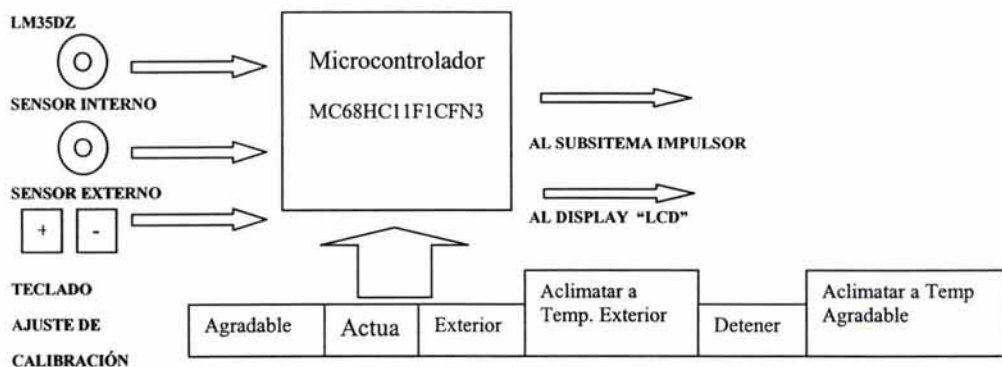 LM35DZ
SENSOR INTERNO
SENSOR EXTERNO
+ -
TECLADO
AJUSTE DE
CALIBRACIÓN
Microcontrolador
MC68HC11F1CFN3
AL SUBSITEMA IMPULSOR
AL DISPLAY “LCD”
Agradable
Actua
Exterior
Aclimatar a
Temp. Exterior
Detener
Aclimatar a Temp
Agradable